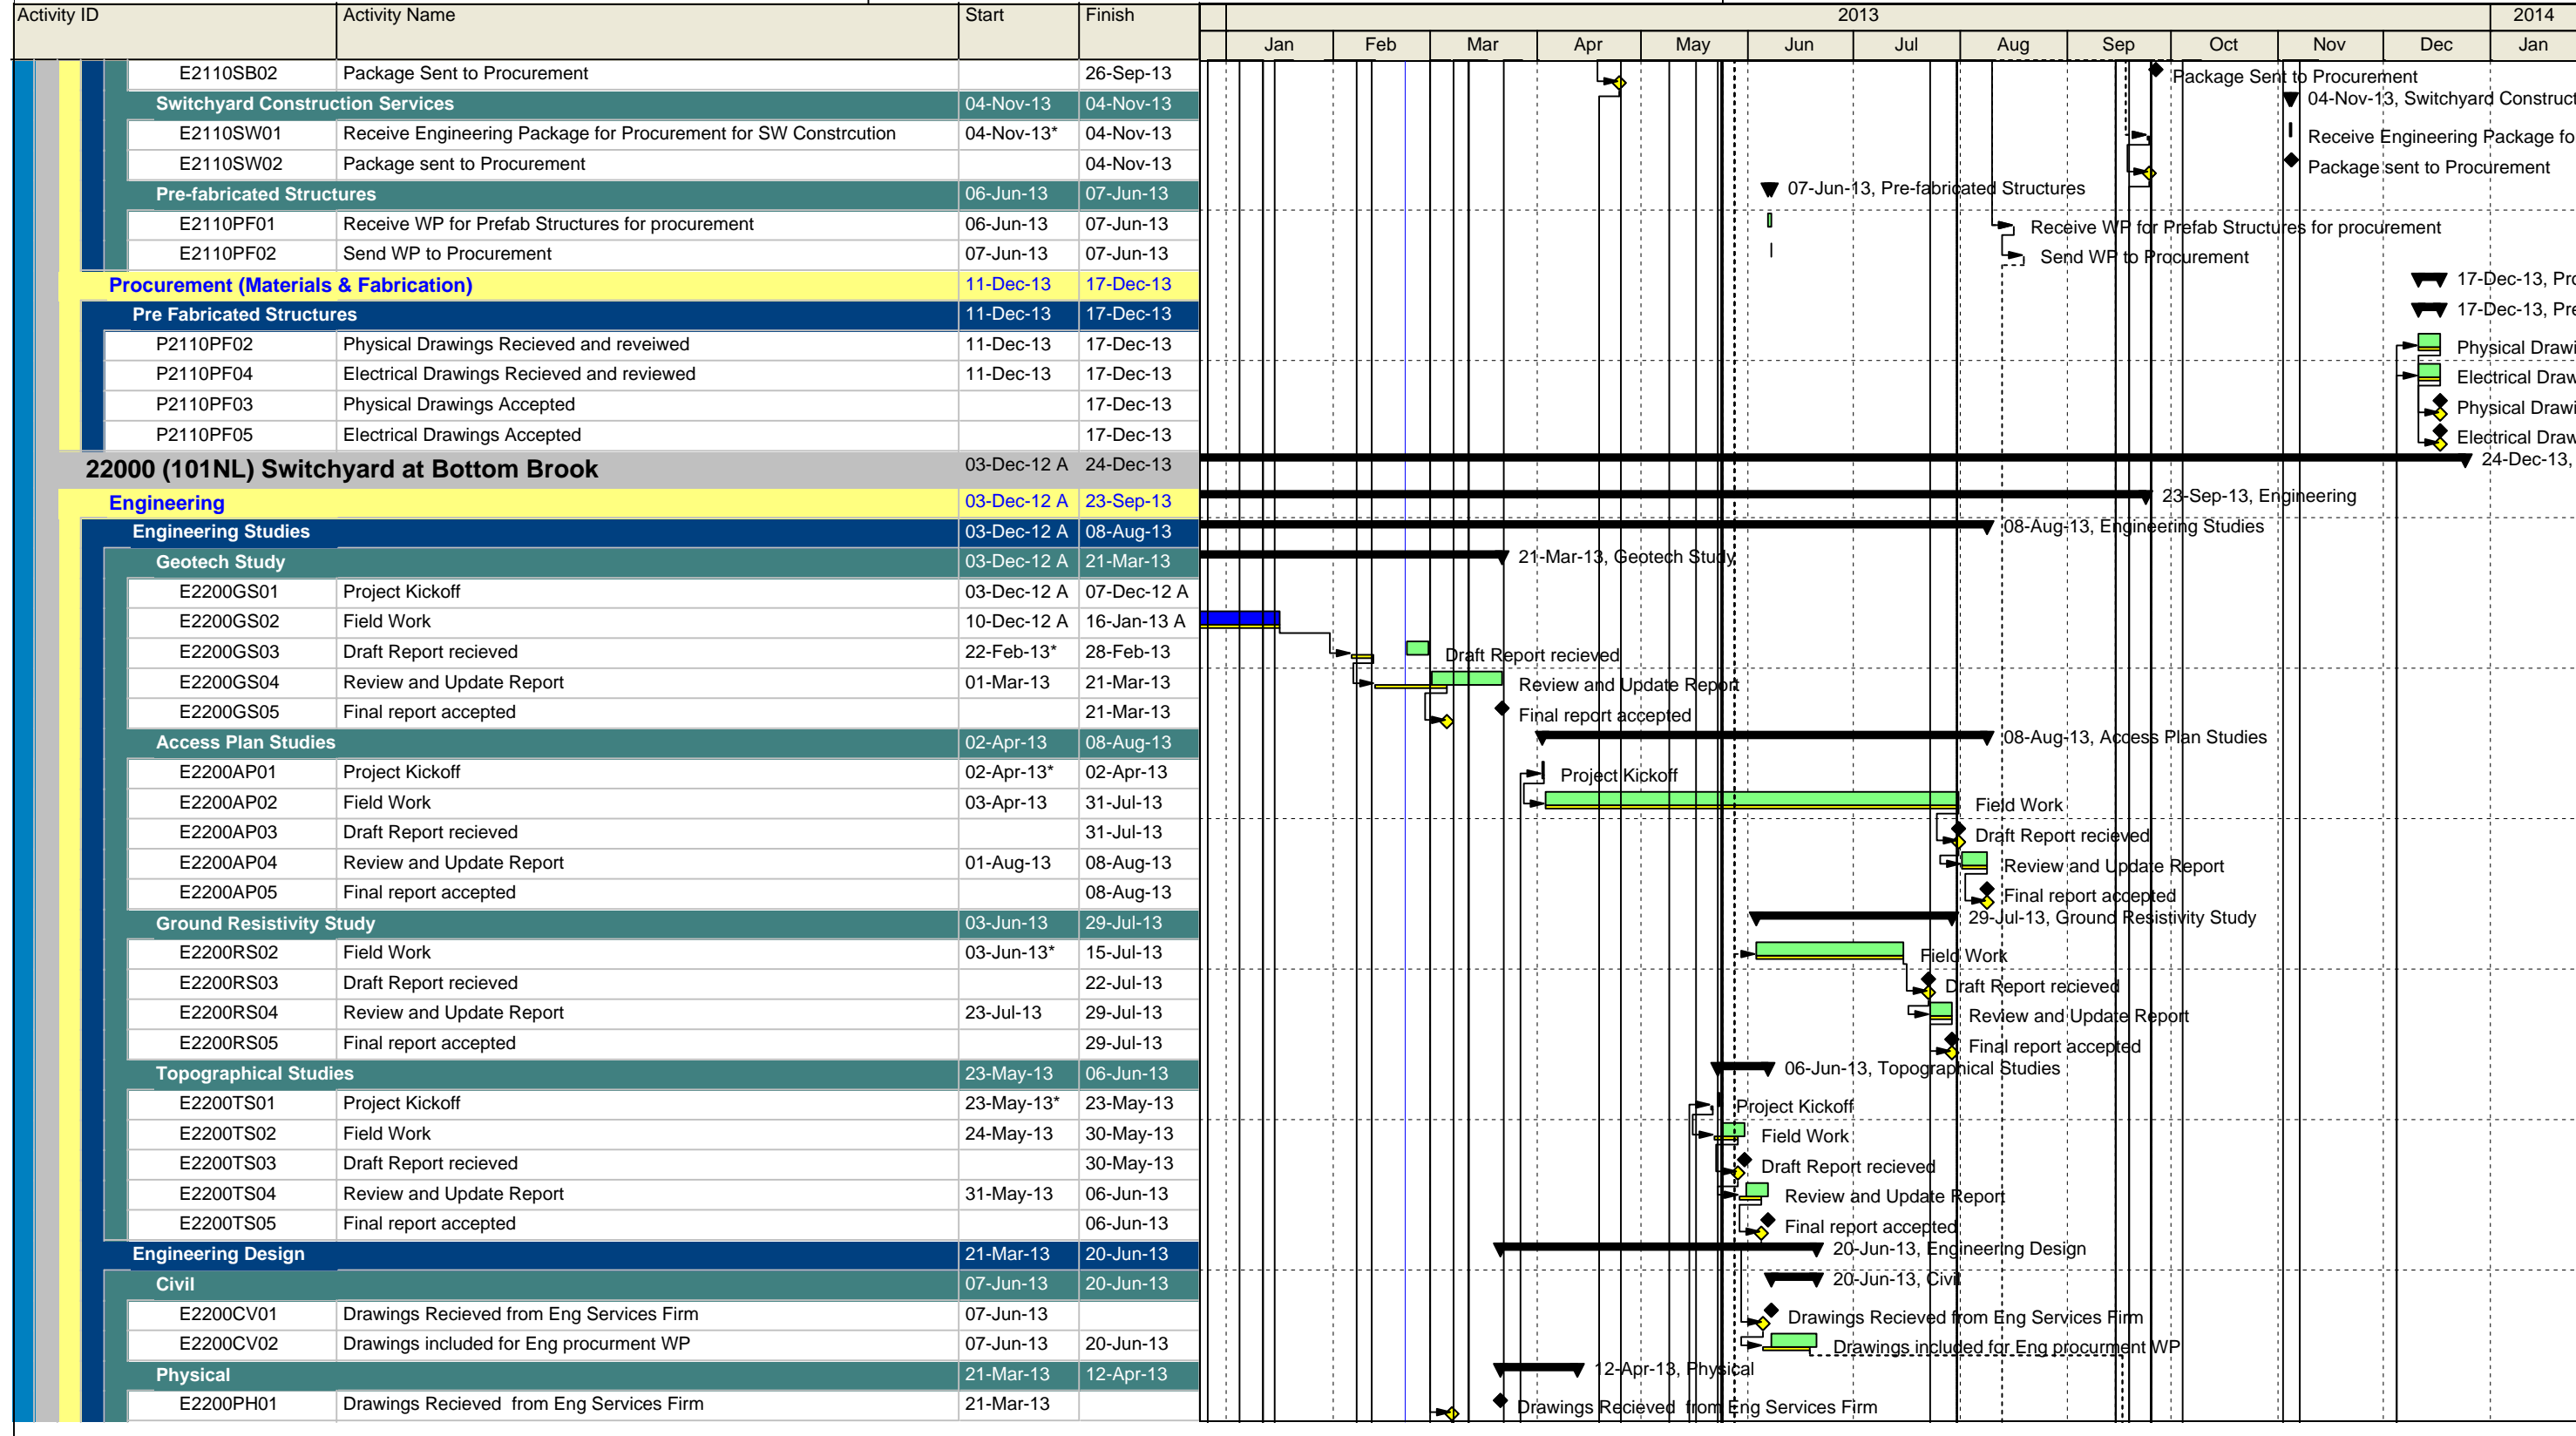 Activity ID Activity Name Start Finish 2013 2014
Jan Feb Mar Apr May Jun Jul Aug Sep Oct Nov Dec Jan
E2110SB02 Package Sent to Procurement 26-Sep-13 Package Sent to Procurement
Switchyard Construction Services 04-Nov-13 04-Nov-13 04-Nov-13, Switchyard Construct
E2110SW01 Receive Engineering Package for Procurement for SW Constrcution 04-Nov-13* 04-Nov-13 Receive Engineering Package fo
E2110SW02 Package sent to Procurement 04-Nov-13 Package sent to Procurement
Pre-fabricated Structures 06-Jun-13 07-Jun-13 07-Jun-13, Pre-fabricated Structures
E2110PF01 Receive WP for Prefab Structures for procurement 06-Jun-13 07-Jun-13 Receive WP for Prefab Structures for procurement
E2110PF02 Send WP to Procurement 07-Jun-13 07-Jun-13 Send WP to Procurement
Procurement (Materials & Fabrication) 11-Dec-13 17-Dec-13 17-Dec-13, Pro
Pre Fabricated Structures 11-Dec-13 17-Dec-13 17-Dec-13, Pre
P2110PF02 Physical Drawings Recieved and reveiwed 11-Dec-13 17-Dec-13 Physical Drawi
P2110PF04 Electrical Drawings Recieved and reviewed 11-Dec-13 17-Dec-13 Electrical Draw
P2110PF03 Physical Drawings Accepted 17-Dec-13 Physical Drawi
P2110PF05 Electrical Drawings Accepted 17-Dec-13 Electrical Draw
22000 (101NL) Switchyard at Bottom Brook 03-Dec-12 A 24-Dec-13 24-Dec-13,
Engineering 03-Dec-12 A 23-Sep-13 23-Sep-13, Engineering
Engineering Studies 03-Dec-12 A 08-Aug-13 08-Aug-13, Engineering Studies
Geotech Study 03-Dec-12 A 21-Mar-13 21-Mar-13, Geotech Study
E2200GS01 Project Kickoff 03-Dec-12 A 07-Dec-12 A
E2200GS02 Field Work 10-Dec-12 A 16-Jan-13 A
E2200GS03 Draft Report recieved 22-Feb-13* 28-Feb-13 Draft Report recieved
E2200GS04 Review and Update Report 01-Mar-13 21-Mar-13 Review and Update Report
E2200GS05 Final report accepted 21-Mar-13 Final report accepted
Access Plan Studies 02-Apr-13 08-Aug-13 08-Aug-13, Access Plan Studies
E2200AP01 Project Kickoff 02-Apr-13* 02-Apr-13 Project Kickoff
E2200AP02 Field Work 03-Apr-13 31-Jul-13 Field Work
E2200AP03 Draft Report recieved 31-Jul-13 Draft Report recieved
E2200AP04 Review and Update Report 01-Aug-13 08-Aug-13 Review and Update Report
E2200AP05 Final report accepted 08-Aug-13 Final report accepted
Ground Resistivity Study 03-Jun-13 29-Jul-13 29-Jul-13, Ground Resistivity Study
E2200RS02 Field Work 03-Jun-13* 15-Jul-13 Field Work
E2200RS03 Draft Report recieved 22-Jul-13 Draft Report recieved
E2200RS04 Review and Update Report 23-Jul-13 29-Jul-13 Review and Update Report
E2200RS05 Final report accepted 29-Jul-13 Final report accepted
Topographical Studies 23-May-13 06-Jun-13 06-Jun-13, Topographical Studies
E2200TS01 Project Kickoff 23-May-13* 23-May-13 Project Kickoff
E2200TS02 Field Work 24-May-13 30-May-13 Field Work
E2200TS03 Draft Report recieved 30-May-13 Draft Report recieved
E2200TS04 Review and Update Report 31-May-13 06-Jun-13 Review and Update Report
E2200TS05 Final report accepted 06-Jun-13 Final report accepted
Engineering Design 21-Mar-13 20-Jun-13 20-Jun-13, Engineering Design
Civil 07-Jun-13 20-Jun-13 20-Jun-13, Civil
E2200CV01 Drawings Recieved from Eng Services Firm 07-Jun-13 Drawings Recieved from Eng Services Firm
E2200CV02 Drawings included for Eng procurment WP 07-Jun-13 20-Jun-13 Drawings included for Eng procurment WP
Physical 21-Mar-13 12-Apr-13 12-Apr-13, Physical
E2200PH01 Drawings Recieved from Eng Services Firm 21-Mar-13 Drawings Recieved from Eng Services Firm